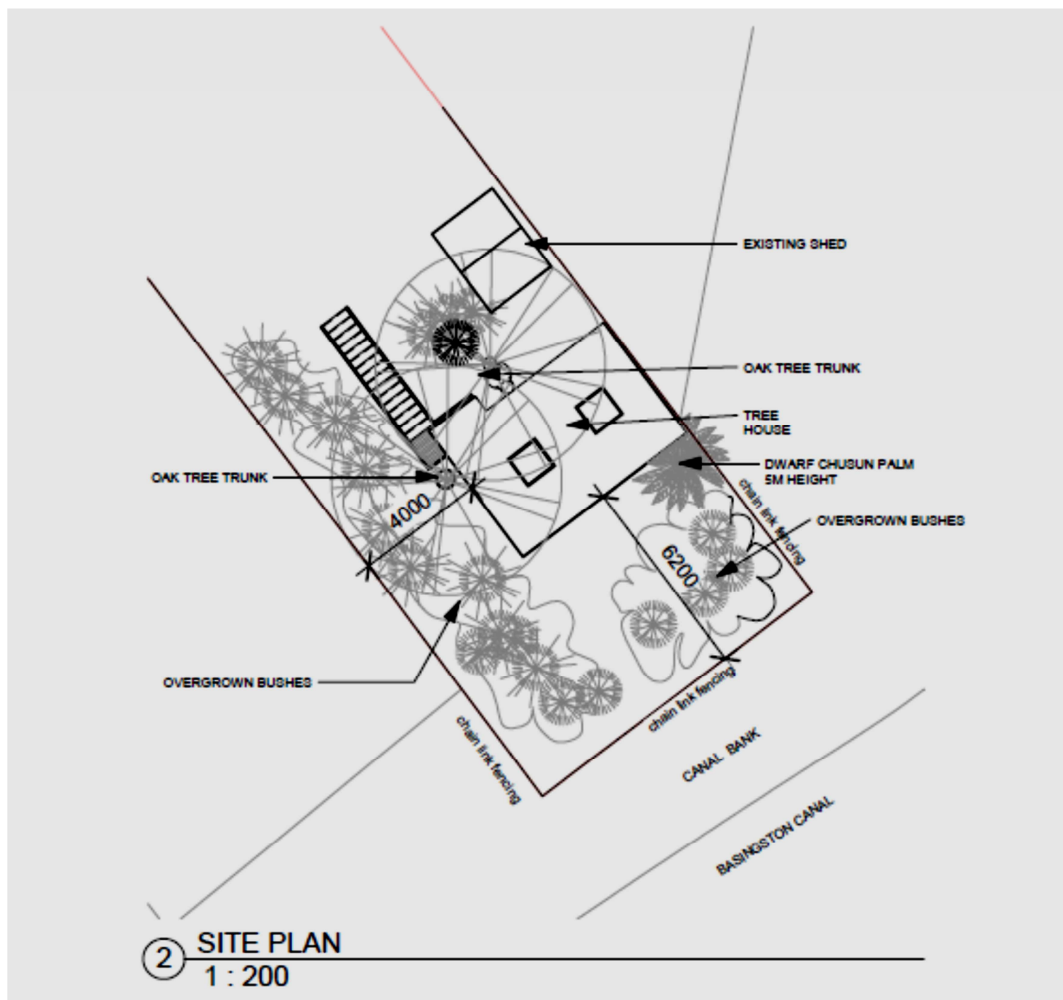 EXISTING SHED
OAK TREE TRUNK
TREE
HOUSE
DWARF CHUSUN PALM
5M HEIGHT
OAK TREE TRUNK
chain link fencing
4000
OVERGROWN BUSHES
6200
OVERGROWN BUSHES
chain link fencing
chain link fencing
CANAL BANK
BASINGSTON CANAL
2
SITE PLAN
1 : 200